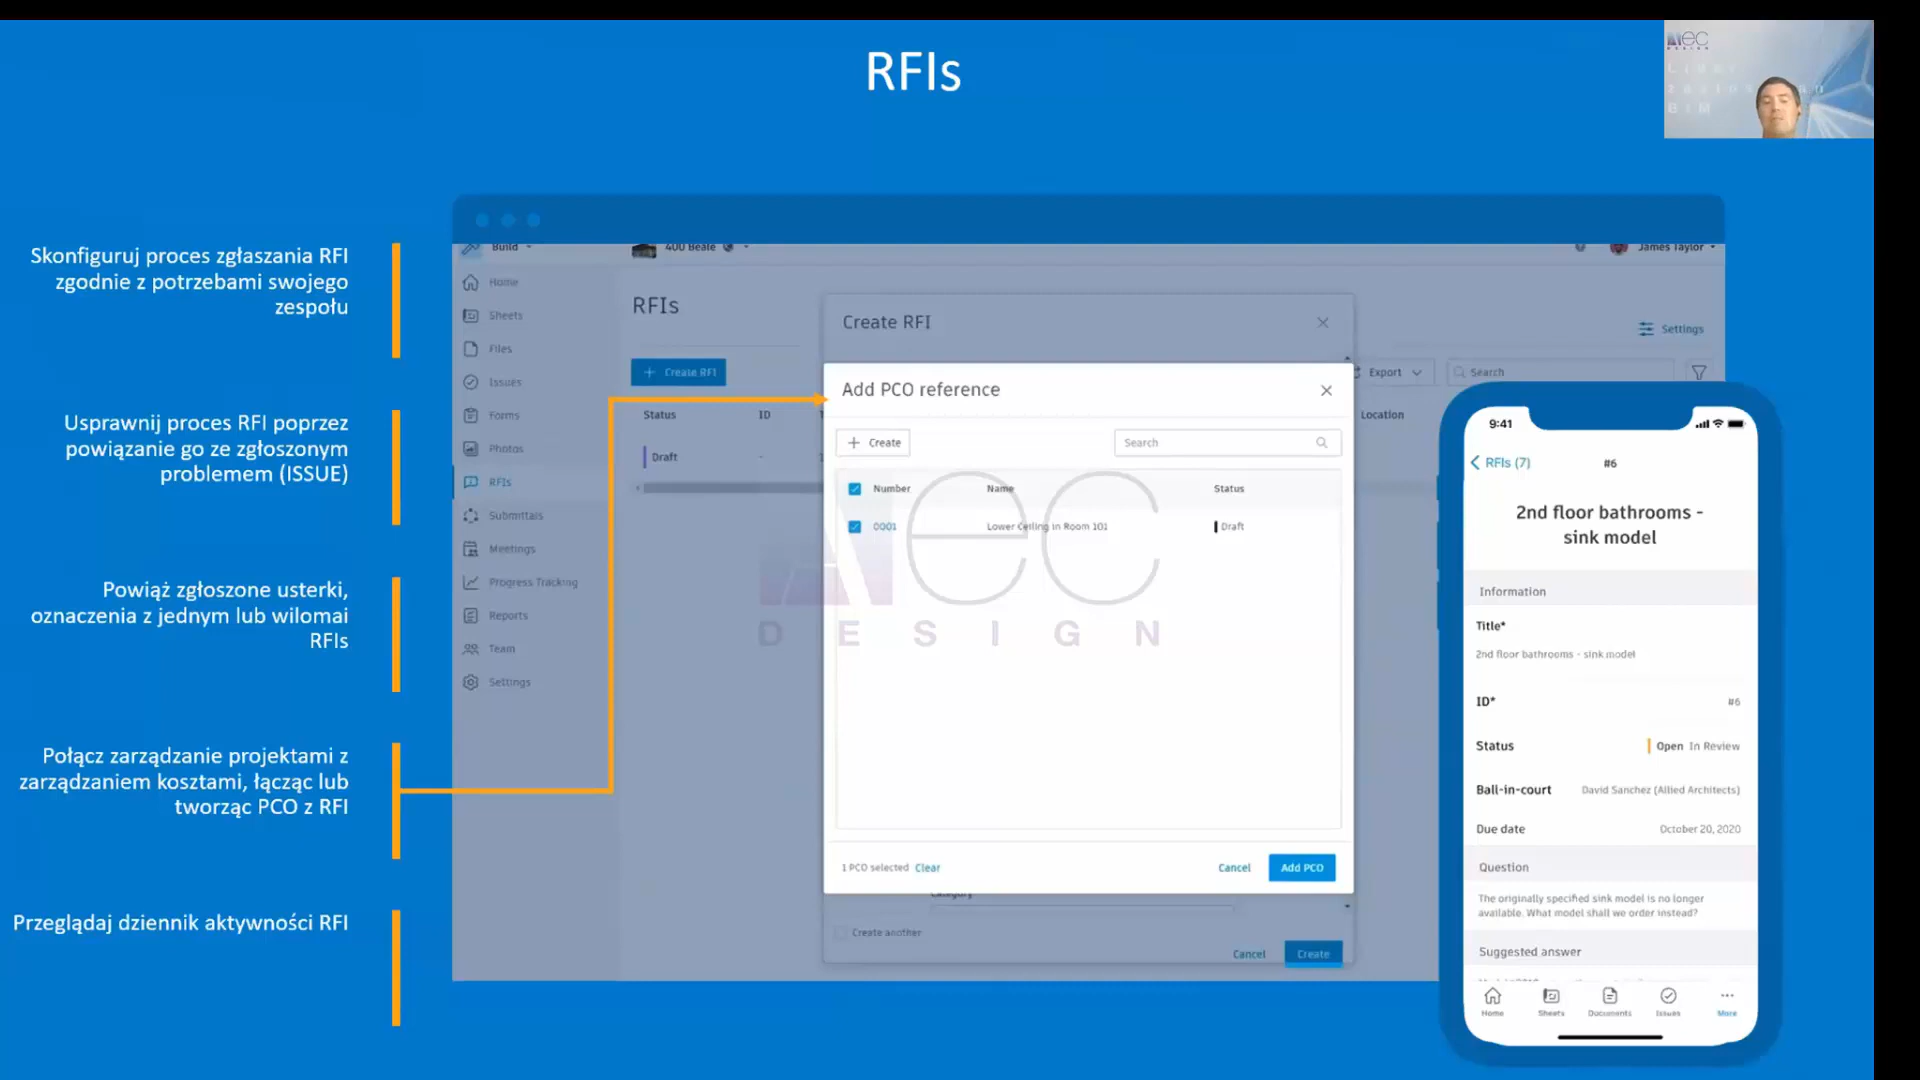 RFIs
AEC
DESIGN
Skonfiguruj proces zgłaszania RFI
zgodnie z potrzebami swojego
zespołu
Usprawnij proces RFI poprzez
powiązanie go ze zgłoszonym
problemem (ISSUE)
Powiąż zgłoszone usterki,
oznaczenia z jednym lub wilomai
RFIs
Połącz zarządzanie projektami z
zarządzaniem kosztami, łącząc lub
tworząc PCO z RFI
Przeglądaj dziennik aktywności RFI
Build
400 Beale
James Taylor
Home
Sheets
Files
Issues
Forms
Photos
RFIs
Submittals
Meetings
Progress Tracking
Reports
Team
Settings
RFIs
Settings
+ Create RFI
Export
Search
Status ID
Location
Draft -
Create RFI
Add PCO reference
+ Create
Search
Number Name Status
0001 Lower Ceiling in Room 101 Draft
AEC
DESIGN
1 PCO selected Clear
Cancel Add PCO
Category
Create another
Cancel Create
9:41
RFIs (7) #6
2nd floor bathrooms -
sink model
Information
Title*
2nd floor bathrooms - sink model
ID* #6
Status Open In Review
Ball-in-court David Sanchez (Allied Architects)
Due date October 20, 2020
Question
The originally specified sink model is no longer
available. What model shall we order instead?
Suggested answer
Home Sheets Documents Issues More